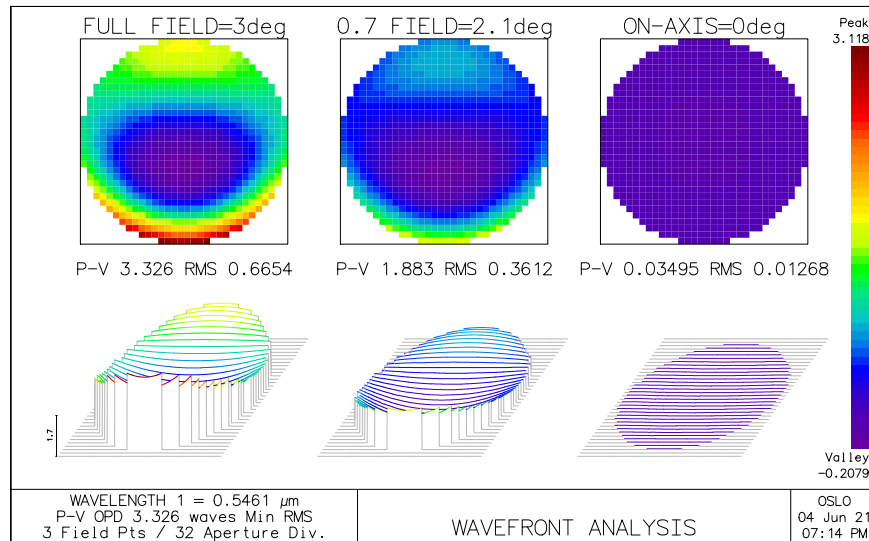 FULL FIELD=3deg
0.7 FIELD=2.1deg
ON-AXIS=0deg
Peak
3.118
P-V 3.326 RMS 0.6654
P-V 1.883 RMS 0.3612
P-V 0.03495 RMS 0.01268
1.7
Valley
-0.2079
WAVELENGTH 1 = 0.5461 µm
P-V OPD 3.326 waves Min RMS
3 Field Pts / 32 Aperture Div.
WAVEFRONT ANALYSIS
OSLO
04 Jun 21
07:14 PM